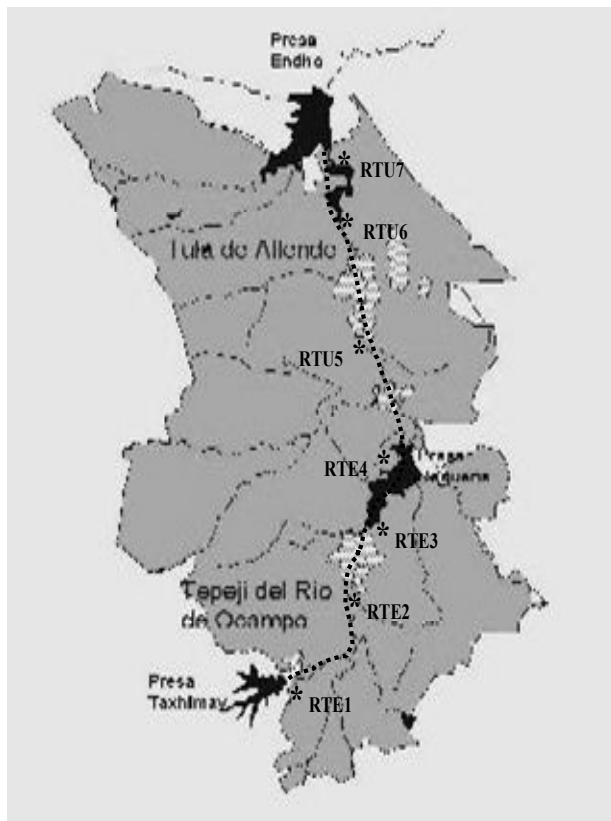 Presa
Endho
RTU7
RTU6
Tula de Allende
RTU5
RTE4
Presa
Requena
RTE3
Tepeji del Rio
de Ocampo
RTE2
Presa
Taxhimay
RTE1